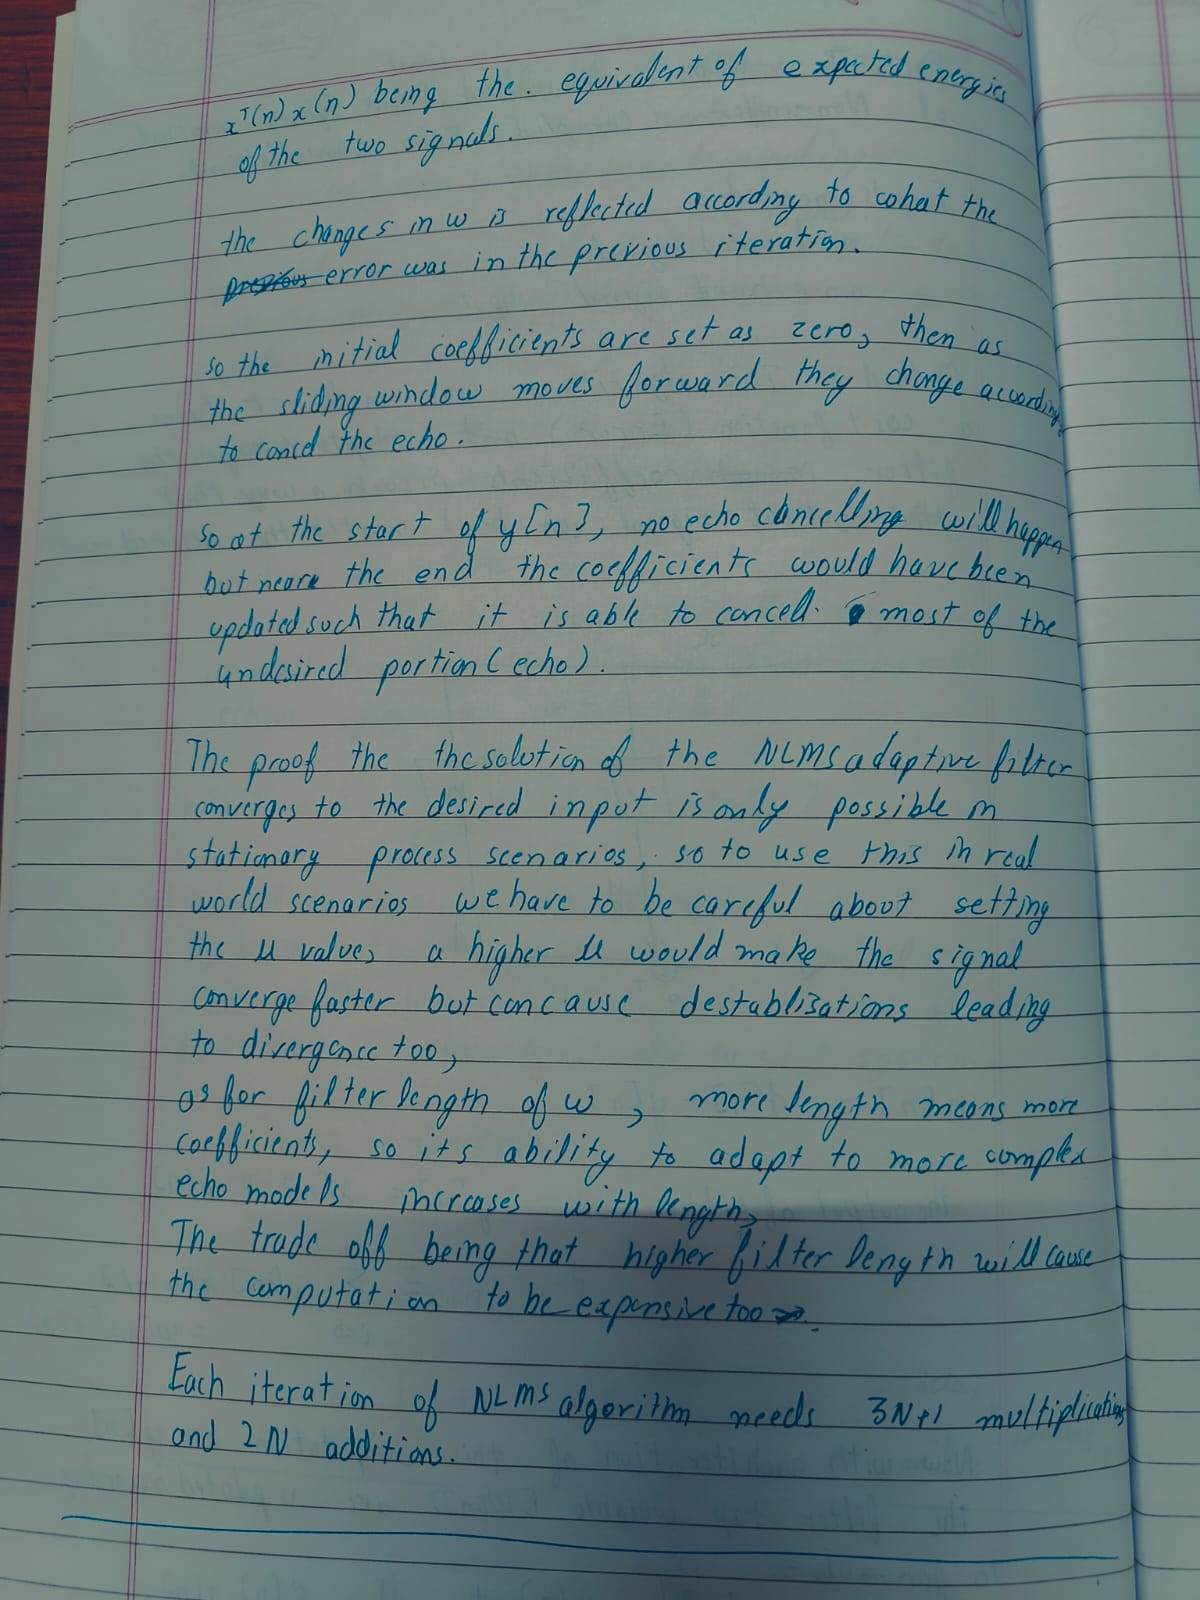 xᵀ(n) x(n) being the. equivalent of expected energies
of the two signals.
the changes in w is reflected according to what the
previous error was in the previous iteration.
so the initial coefficients are set as zero, then as
the sliding window moves forward they change according
to cancel the echo.
so at the start of y[n], no echo cancelling will happen
but near the end the coefficients would have been
updated such that it is able to cancell. most of the
undesired portion (echo).
The proof the the solution of the NLMS adaptive filter
converges to the desired input is only possible in
stationary process scenarios, so to use this in real
world scenarios we have to be careful about setting
the μ value, a higher μ would make the signal
converge faster but can cause destablisations leading
to divergence too,
as for filter length of w, more length means more
coefficients, so its ability to adapt to more complex
echo models increases with length,
The trade off being that higher filter length will cause
the computation to be expensive too.
Each iteration of NLMS algorithm needs 3N+1 multiplications
and 2N additions.